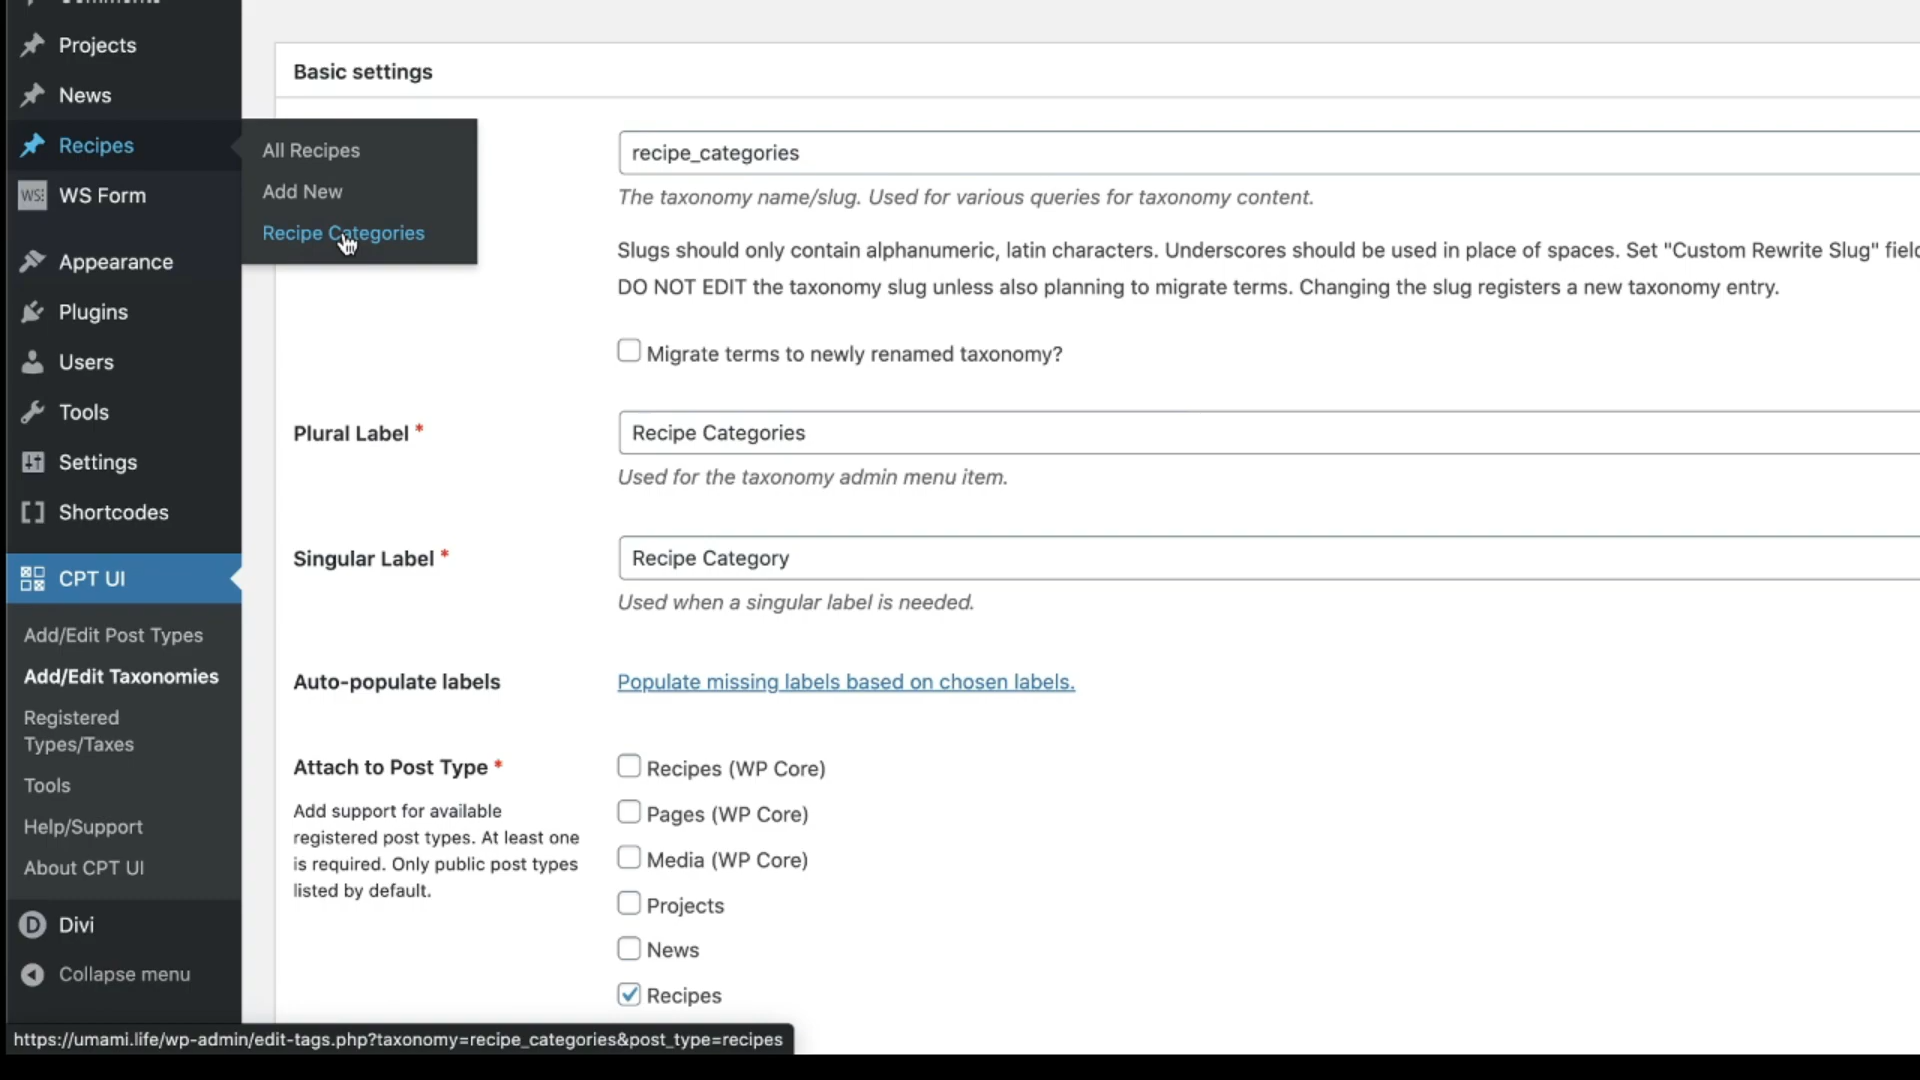 Projects
News
Recipes
WS Form
Appearance
Plugins
Users
Tools
Settings
Shortcodes
CPT UI
Add/Edit Post Types
Add/Edit Taxonomies
Registered
Types/Taxes
Tools
Help/Support
About CPT UI
Divi
Collapse menu
All Recipes
Add New
Recipe Categories
Basic settings
recipe_categories
The taxonomy name/slug. Used for various queries for taxonomy content.
Slugs should only contain alphanumeric, latin characters. Underscores should be used in place of spaces. Set "Custom Rewrite Slug"
DO NOT EDIT the taxonomy slug unless also planning to migrate terms. Changing the slug registers a new taxonomy entry.
Migrate terms to newly renamed taxonomy?
Plural Label *
Recipe Categories
Used for the taxonomy admin menu item.
Singular Label *
Recipe Category
Used when a singular label is needed.
Auto-populate labels
Populate missing labels based on chosen labels.
Attach to Post Type *
Add support for available
registered post types. At least one
is required. Only public post types
listed by default.
Recipes (WP Core)
Pages (WP Core)
Media (WP Core)
Projects
News
Recipes
https://umami.life/wp-admin/edit-tags.php?taxonomy=recipe_categories&post_type=recipes